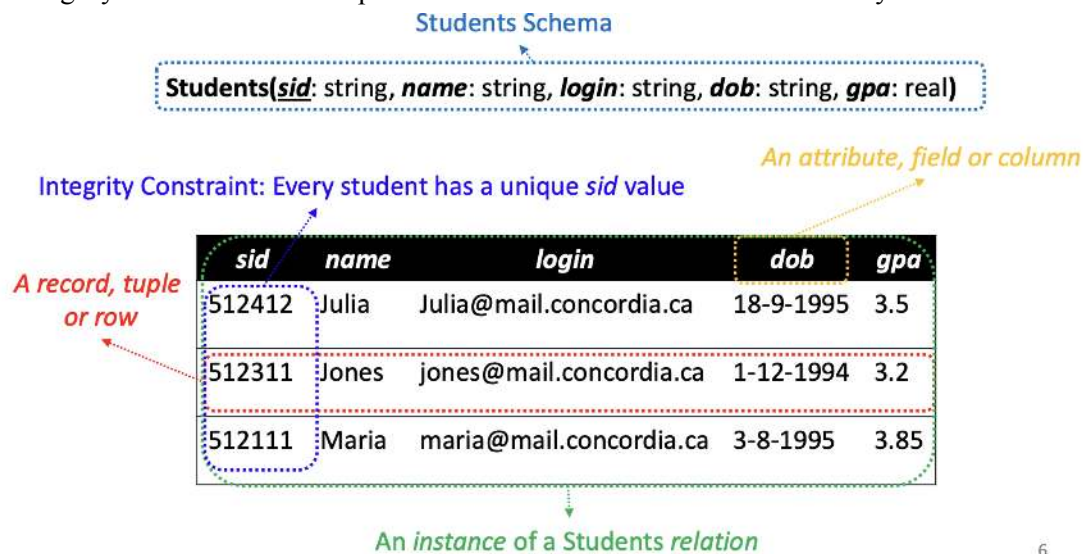 Students Schema
Students(sid: string, name: string, login: string, dob: string, gpa: real)
An attribute, field or column
Integrity Constraint: Every student has a unique sid value
sid name login dob gpa
A record, tuple
or row
512412 Julia Julia@mail.concordia.ca 18-9-1995 3.5
512311 Jones jones@mail.concordia.ca 1-12-1994 3.2
512111 Maria maria@mail.concordia.ca 3-8-1995 3.85
An instance of a Students relation
6